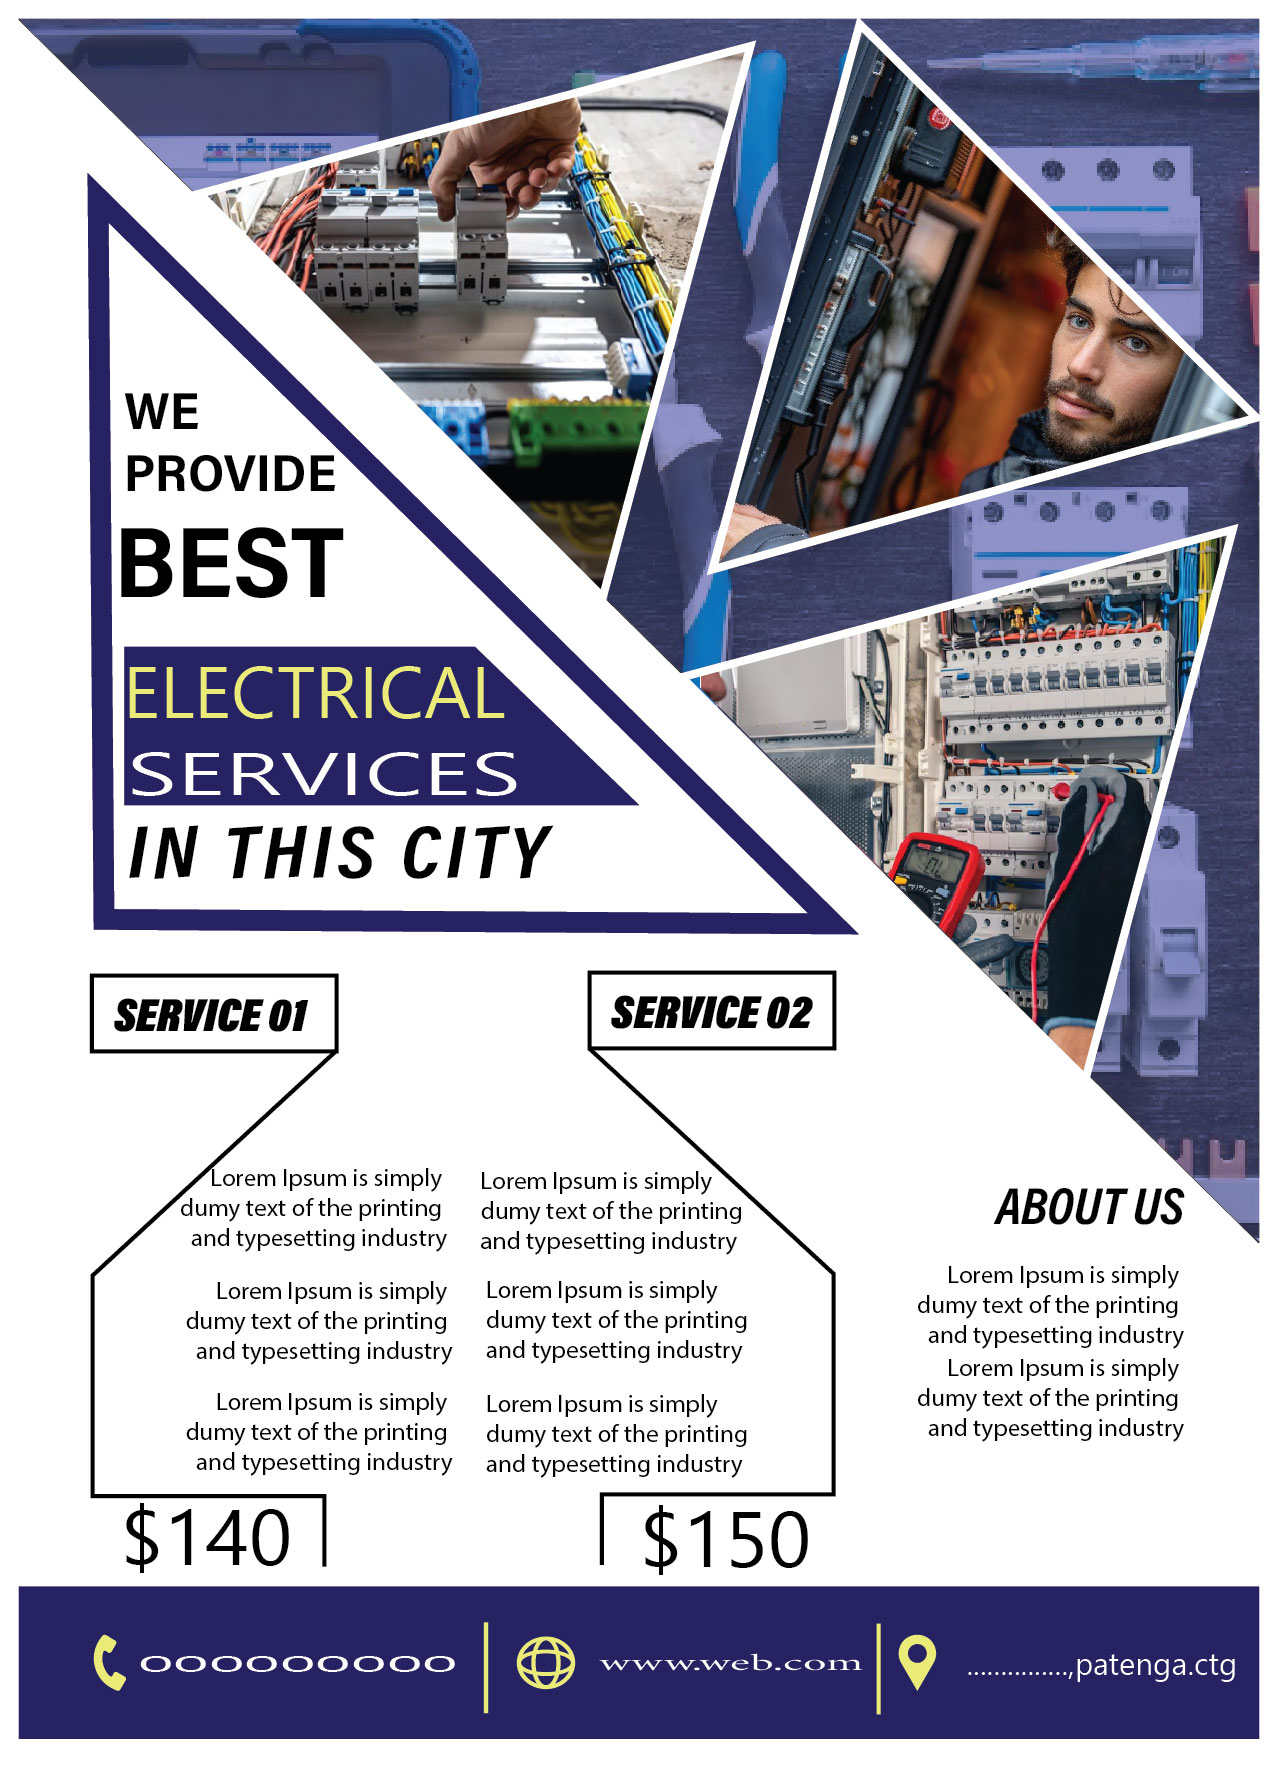 WE
PROVIDE
BEST
ELECTRICAL
SERVICES
IN THIS CITY
SERVICE 01
Lorem Ipsum is simply
dumy text of the printing
and typesetting industry
Lorem Ipsum is simply
dumy text of the printing
and typesetting industry
Lorem Ipsum is simply
dumy text of the printing
and typesetting industry
$140
SERVICE 02
Lorem Ipsum is simply
dumy text of the printing
and typesetting industry
Lorem Ipsum is simply
dumy text of the printing
and typesetting industry
Lorem Ipsum is simply
dumy text of the printing
and typesetting industry
$150
ABOUT US
Lorem Ipsum is simply
dumy text of the printing
and typesetting industry
Lorem Ipsum is simply
dumy text of the printing
and typesetting industry
000000000
www.web.com
...............,patenga.ctg